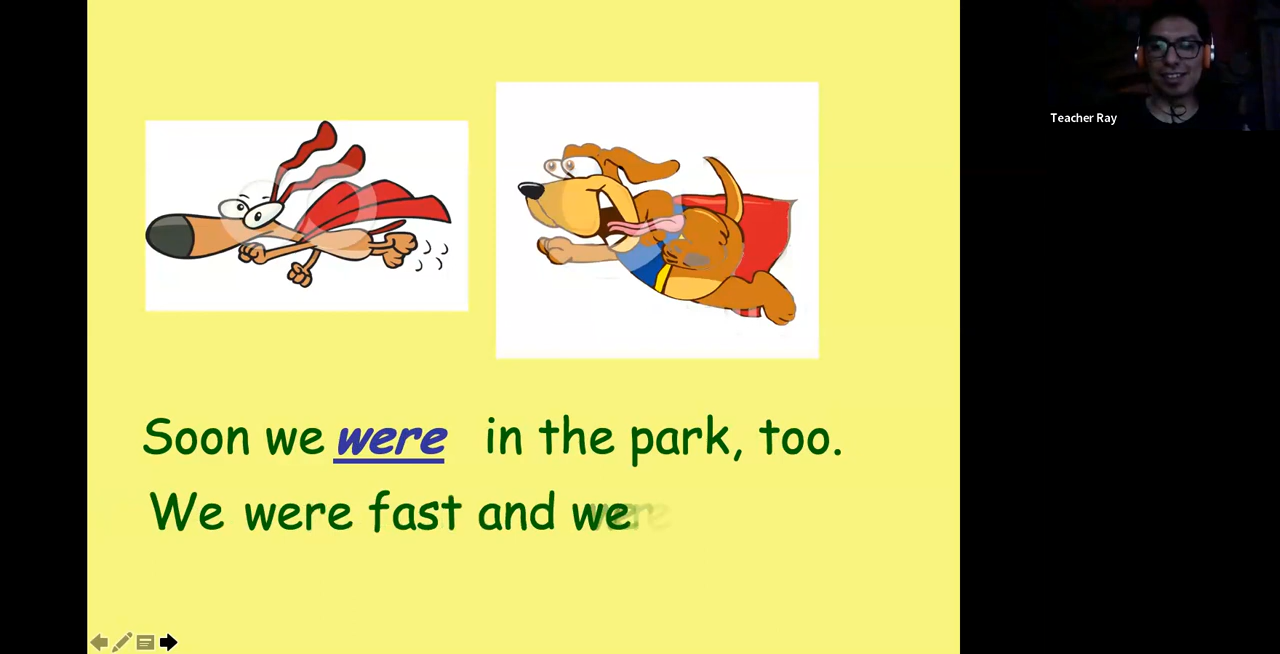 Teacher Ray
Soon we were in the park, too.
We were fast and we